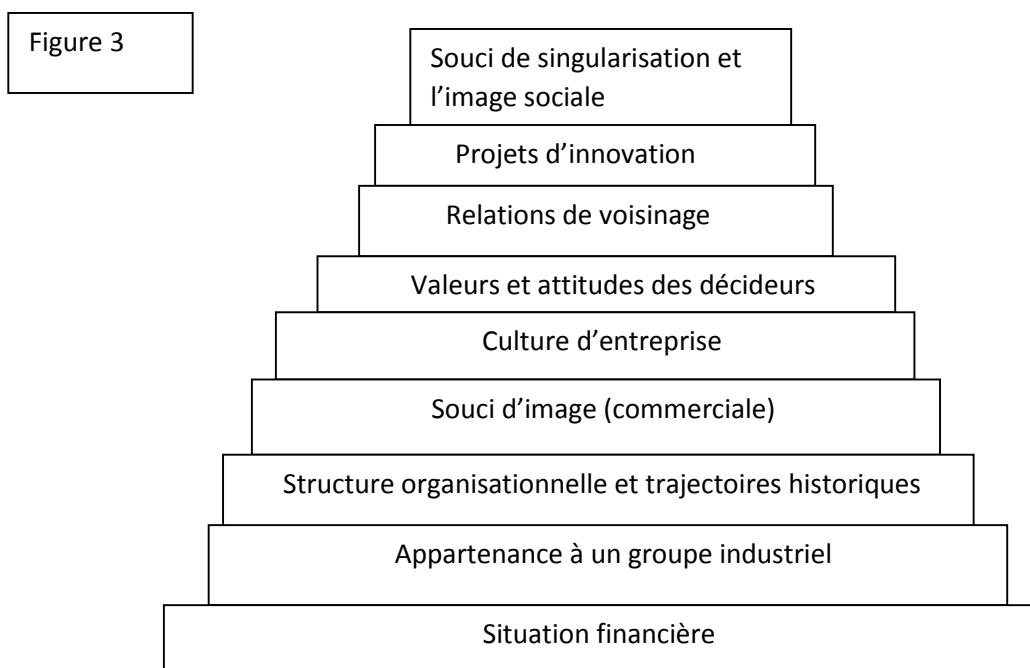 Figure 3
Souci de singularisation et
l’image sociale
Projets d’innovation
Relations de voisinage
Valeurs et attitudes des décideurs
Culture d’entreprise
Souci d’image (commerciale)
Structure organisationnelle et trajectoires historiques
Appartenance à un groupe industriel
Situation financière